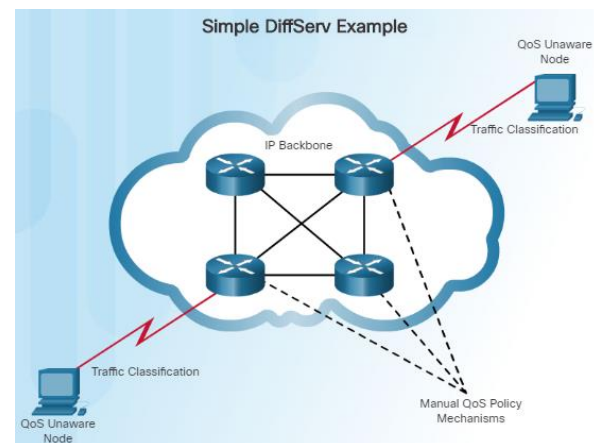 Simple DiffServ Example
QoS Unaware
Node
Traffic Classification
IP Backbone
Traffic Classification
Manual QoS Policy
Mechanisms
QoS Unaware
Node